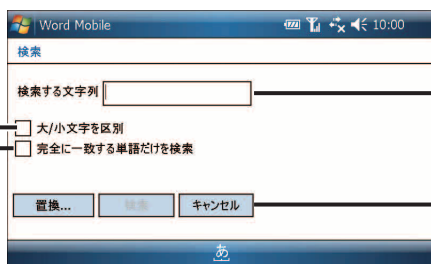 Word Mobile 10:00
検索
検索する文字列
大/小文字を区別
完全に一致する単語だけを検索
置換... 検索 キャンセル
あ